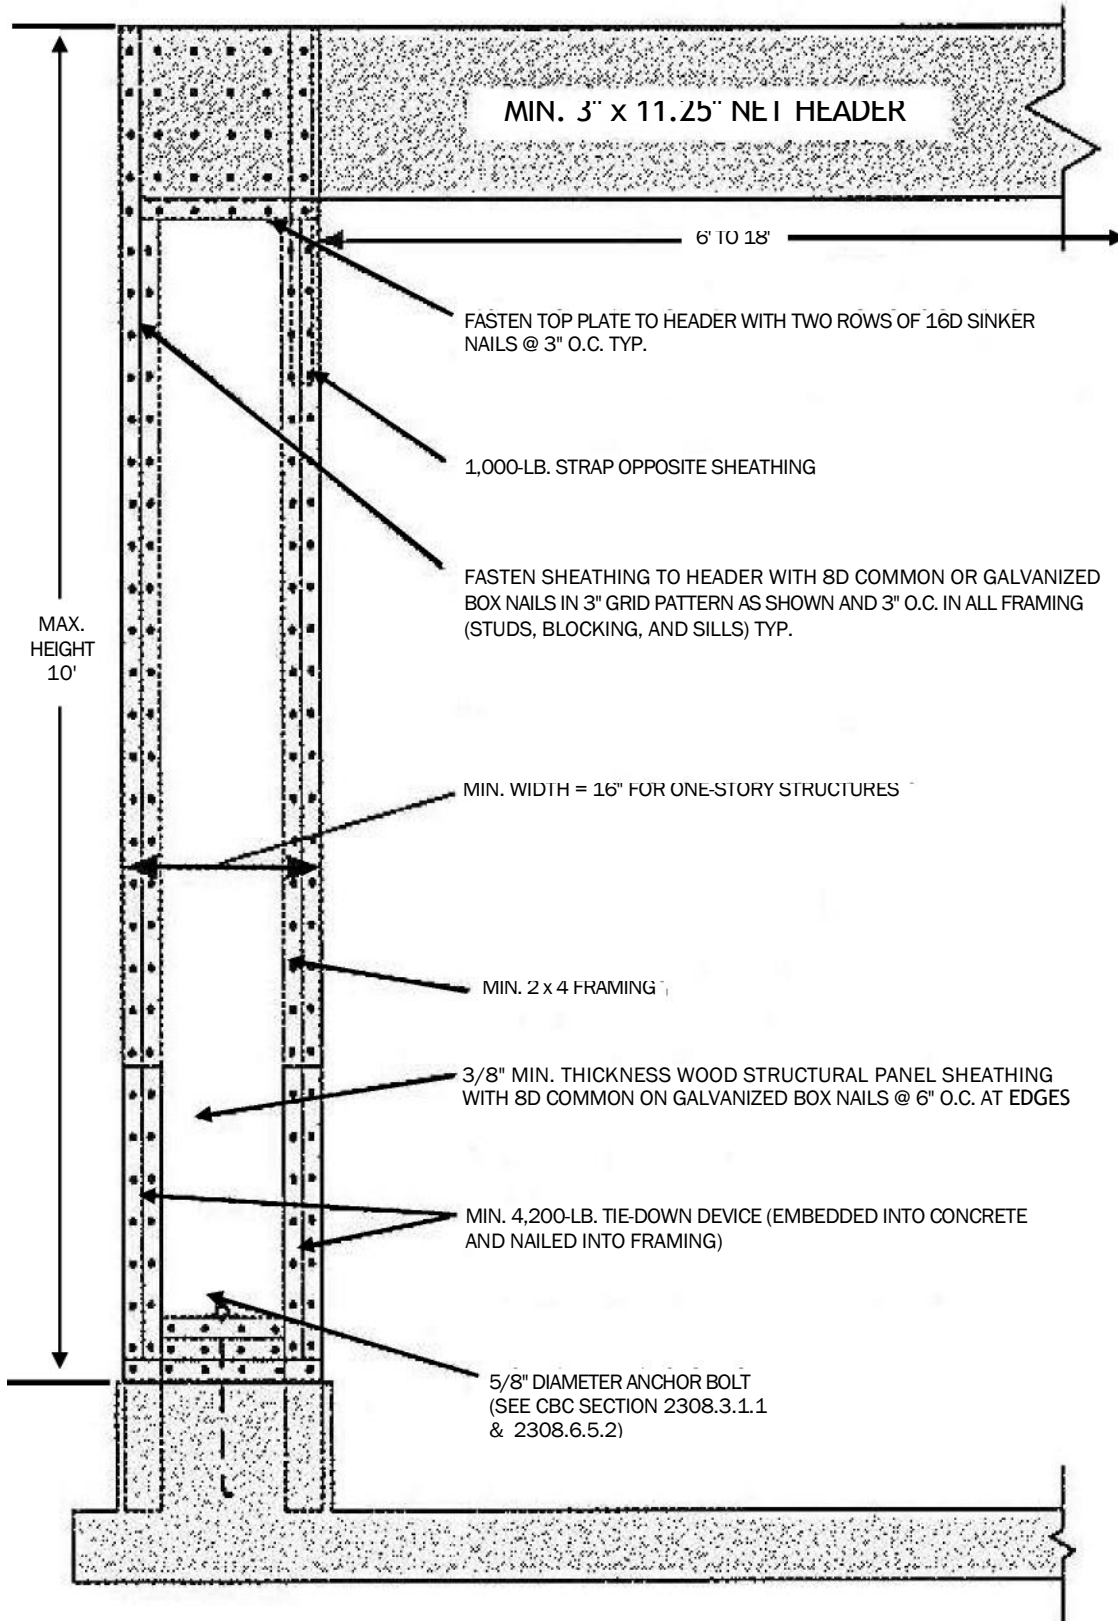 MIN. 3" x 11.25" NET HEADER
6' TO 18'
FASTEN TOP PLATE TO HEADER WITH TWO ROWS OF 16D SINKER
NAILS @ 3" O.C. TYP.
1,000-LB. STRAP OPPOSITE SHEATHING
FASTEN SHEATHING TO HEADER WITH 8D COMMON OR GALVANIZED
BOX NAILS IN 3" GRID PATTERN AS SHOWN AND 3" O.C. IN ALL FRAMING
(STUDS, BLOCKING, AND SILLS) TYP.
MAX.
HEIGHT
10'
MIN. WIDTH = 16" FOR ONE-STORY STRUCTURES
MIN. 2 x 4 FRAMING
3/8" MIN. THICKNESS WOOD STRUCTURAL PANEL SHEATHING
WITH 8D COMMON ON GALVANIZED BOX NAILS @ 6" O.C. AT EDGES
MIN. 4,200-LB. TIE-DOWN DEVICE (EMBEDDED INTO CONCRETE
AND NAILED INTO FRAMING)
5/8" DIAMETER ANCHOR BOLT
(SEE CBC SECTION 2308.3.1.1
& 2308.6.5.2)